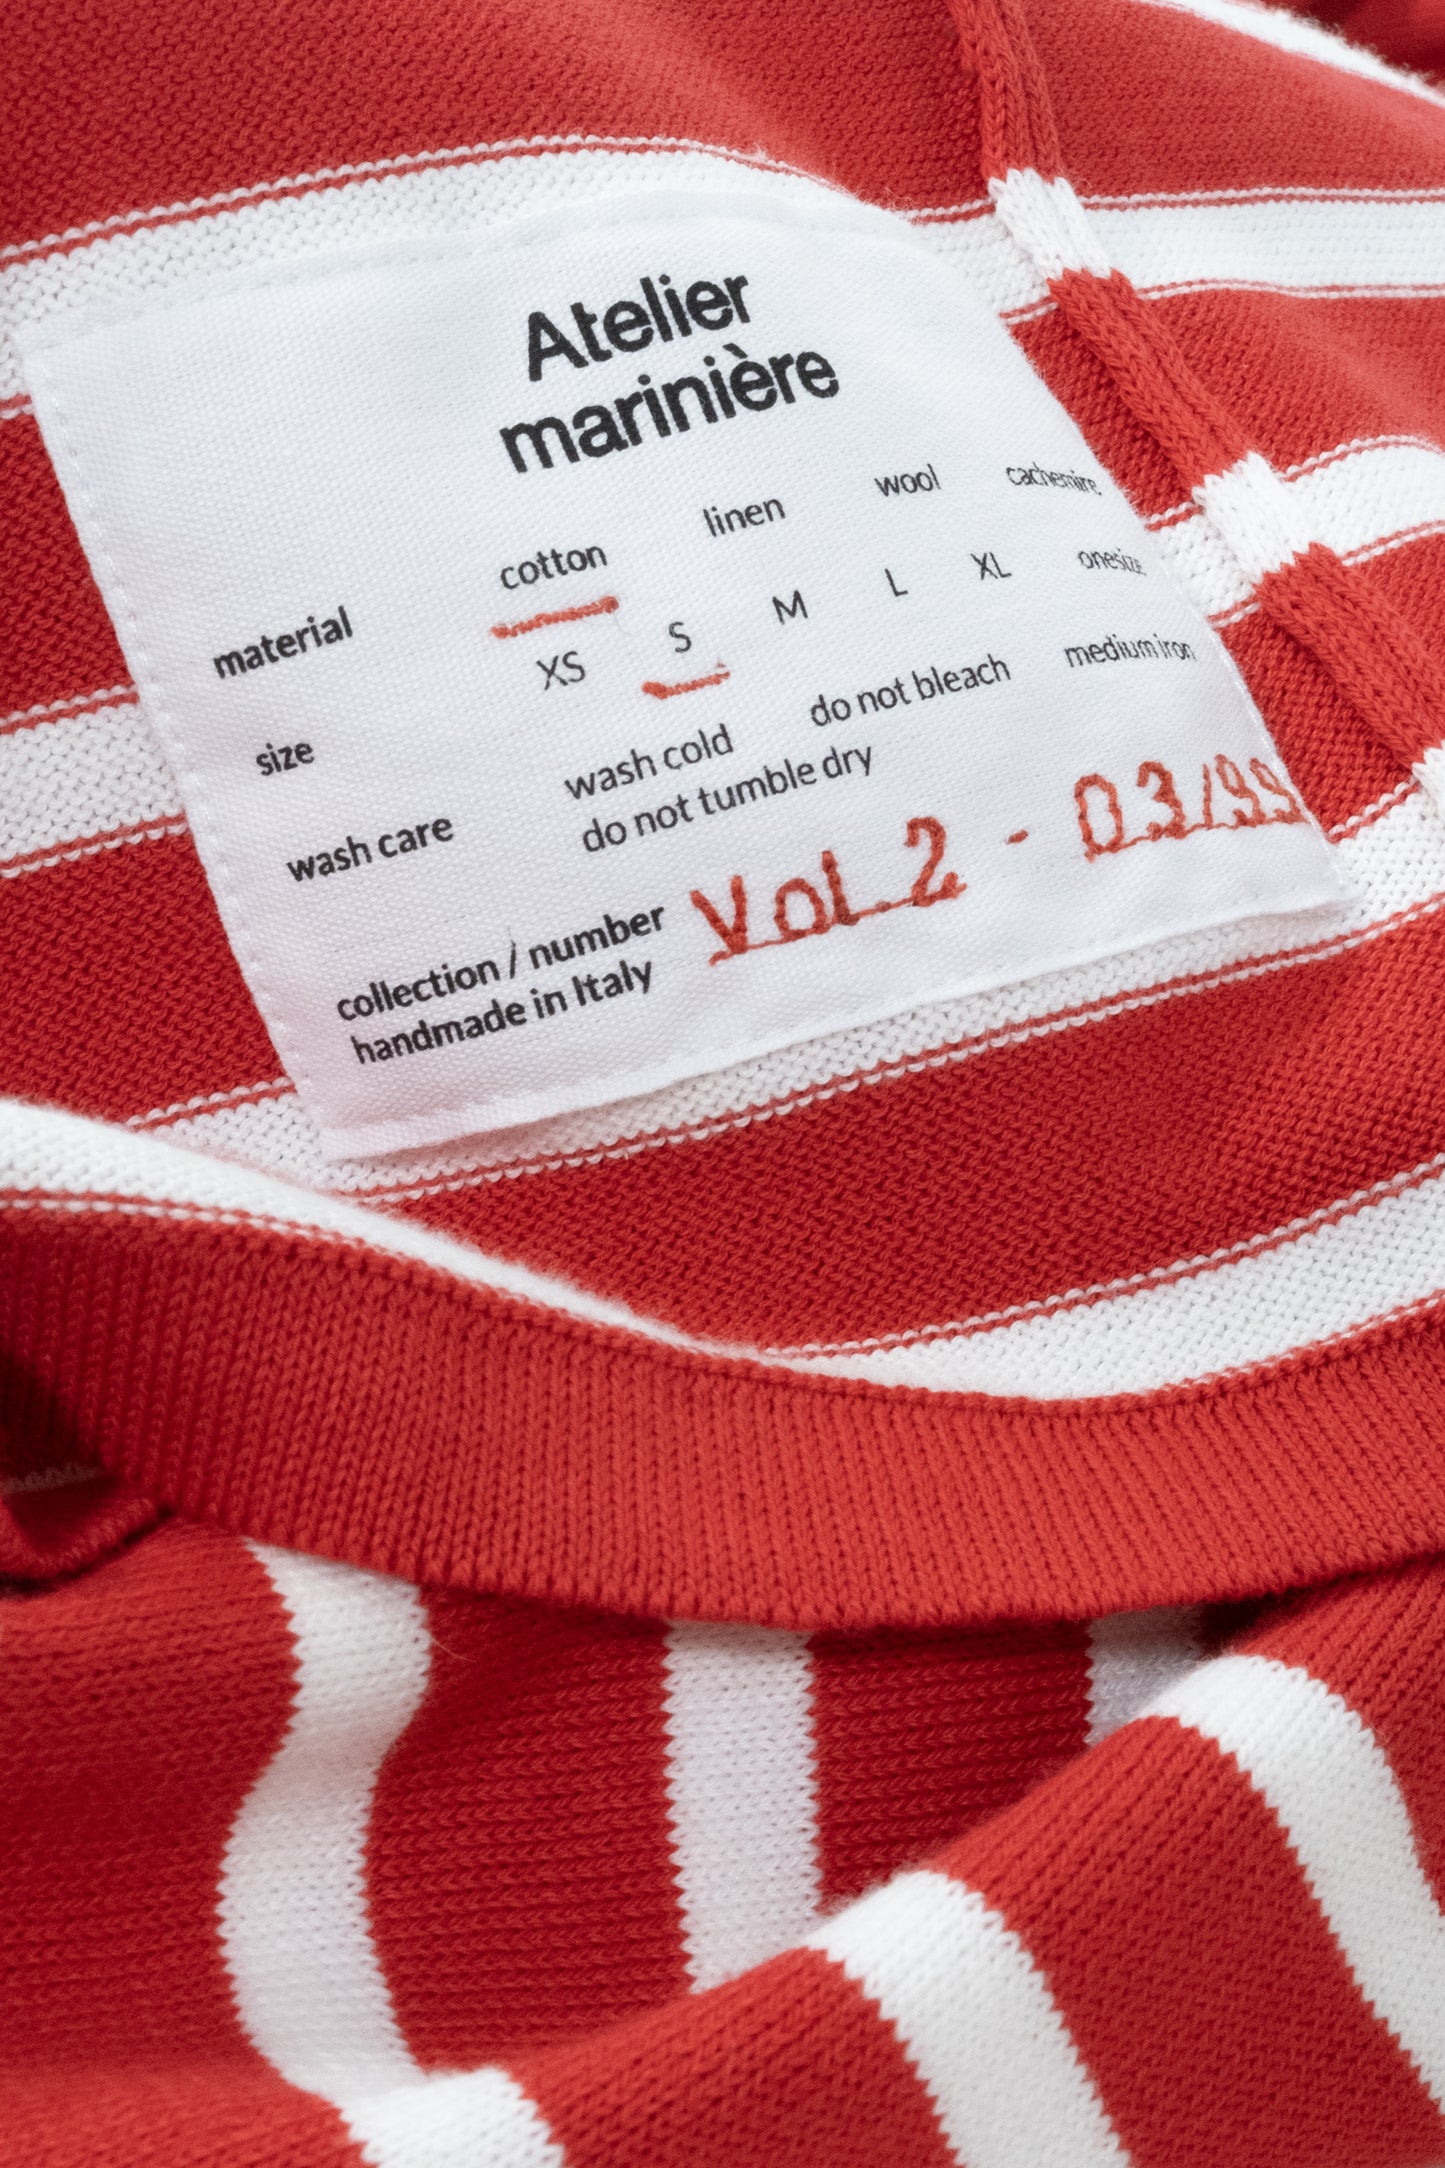 Atelier
marinière
material cotton linen wool cachemire
size XS S M L XL onesize
wash care wash cold do not bleach medium iron
do not tumble dry
collection / number Vol.2 - 03/99
handmade in Italy